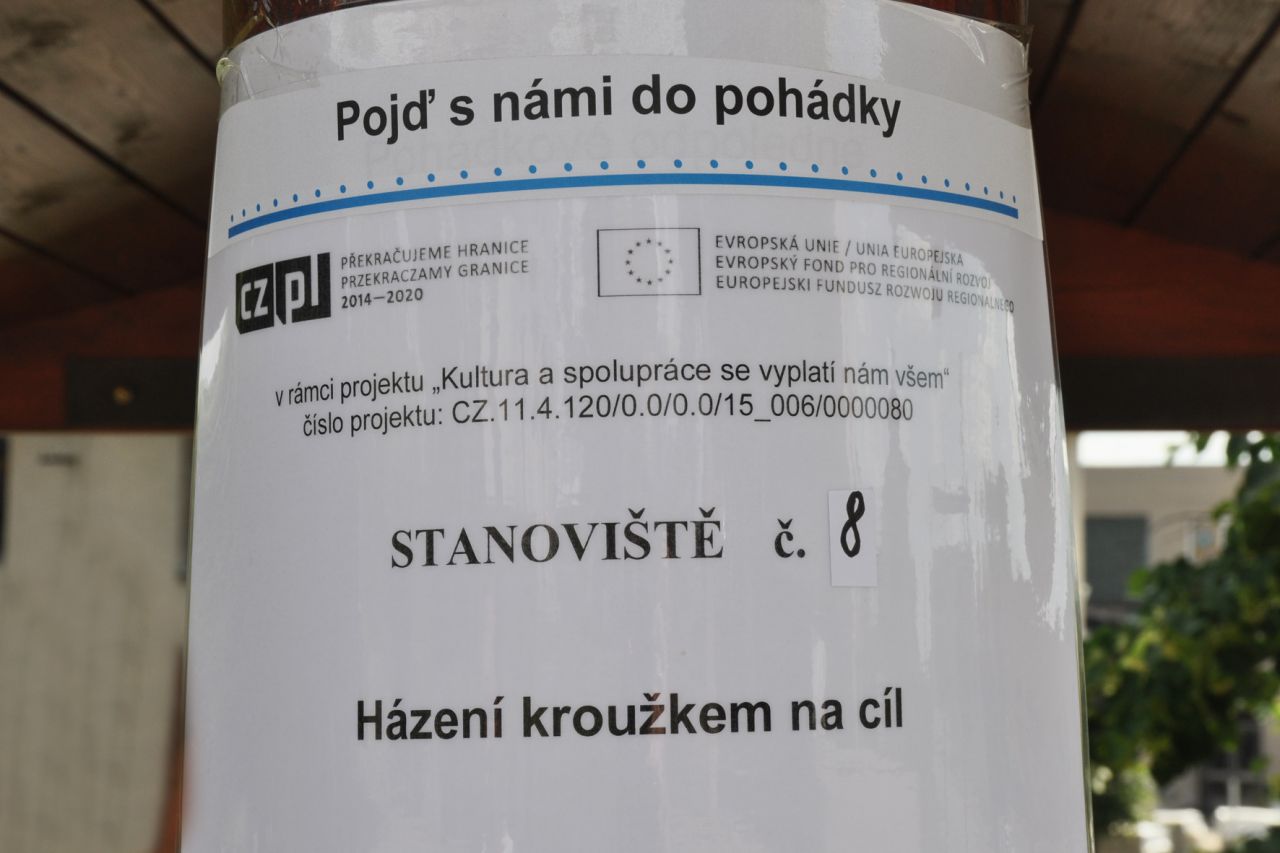 Pojď s námi do pohádky
cz pl
PŘEKRAČUJEME HRANICE
PRZEKRACZAMY GRANICE
2014—2020
EVROPSKÁ UNIE / UNIA EUROPEJSKA
EVROPSKÝ FOND PRO REGIONÁLNÍ ROZVOJ
EUROPEJSKI FUNDUSZ ROZWOJU REGIONALNEGO
v rámci projektu „Kultura a spolupráce se vyplatí nám všem“
číslo projektu: CZ.11.4.120/0.0/0.0/15_006/0000080
STANOVIŠTĚ č. 8
Házení kroužkem na cíl